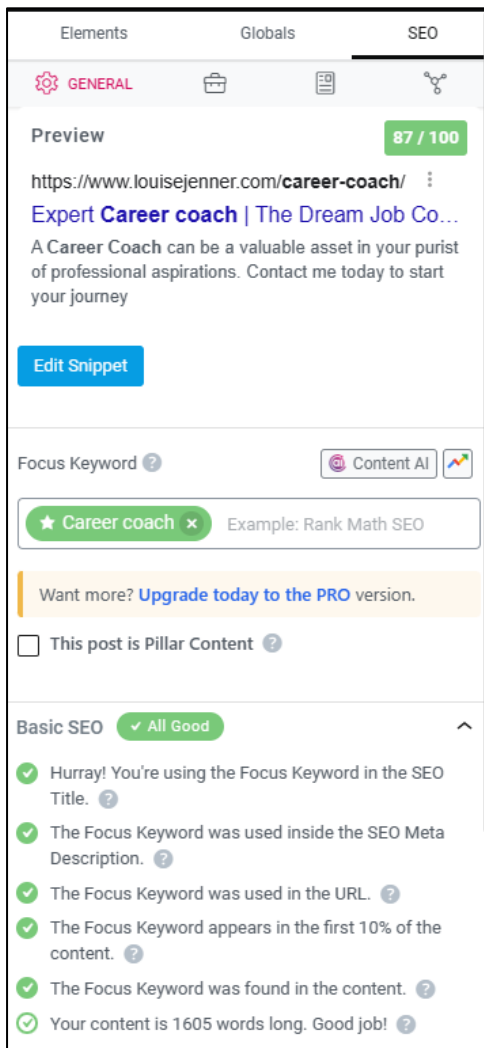 Elements Globals SEO
GENERAL
Preview 87 / 100
https://www.louisejenner.com/career-coach/
Expert Career coach | The Dream Job Co...
A Career Coach can be a valuable asset in your purist
of professional aspirations. Contact me today to start
your journey
Edit Snippet
Focus Keyword ? Content AI
Career coach × Example: Rank Math SEO
Want more? Upgrade today to the PRO version.
This post is Pillar Content ?
Basic SEO All Good
Hurray! You're using the Focus Keyword in the SEO
Title. ?
The Focus Keyword was used inside the SEO Meta
Description. ?
The Focus Keyword was used in the URL. ?
The Focus Keyword appears in the first 10% of the
content. ?
The Focus Keyword was found in the content. ?
Your content is 1605 words long. Good job! ?